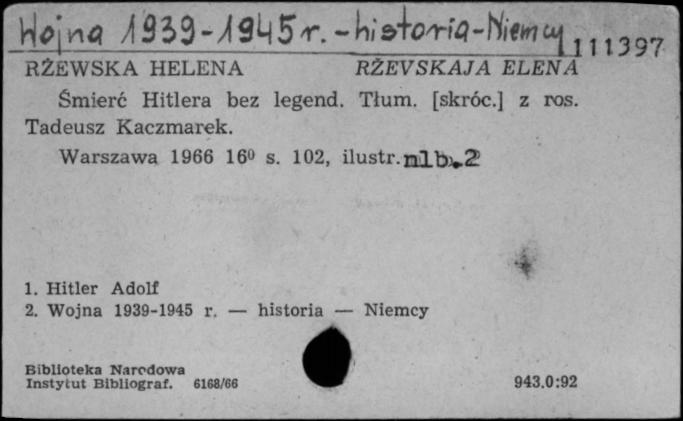 Wojna 1939-1945 r. - historia - Niemcy
111397
RŻEWSKA HELENA RŻEVSKAJA ELENA
Śmierć Hitlera bez legend. Tłum. [skróc.] z ros.
Tadeusz Kaczmarek.
Warszawa 1966 16⁰ s. 102, ilustr. nlb. 2
1. Hitler Adolf
2. Wojna 1939-1945 r. — historia — Niemcy
Biblioteka Narodowa
Instytut Bibliograf. 6168/66 943.0:92